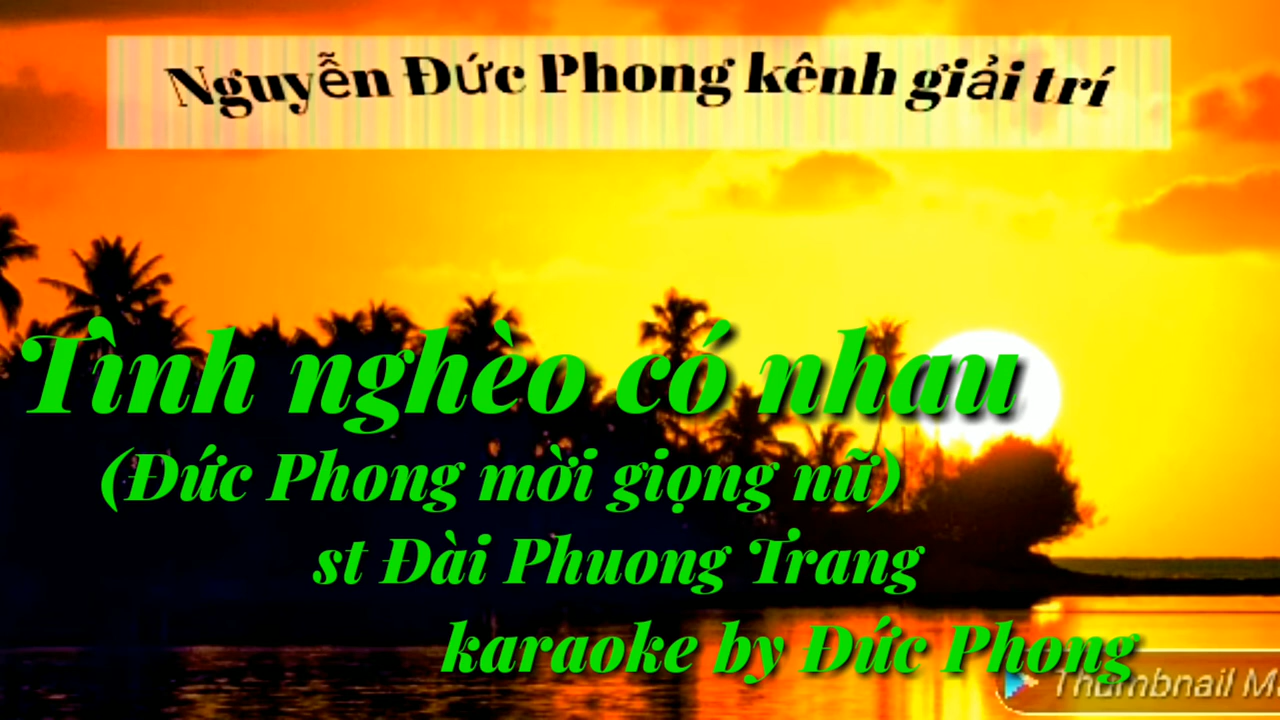 Nguyễn Đức Phong kênh giải trí
Tình nghèo có nhau
(Đức Phong mời giọng nữ)
st Đài Phuong Trang
karaoke by Đức Phong
Thumbnail